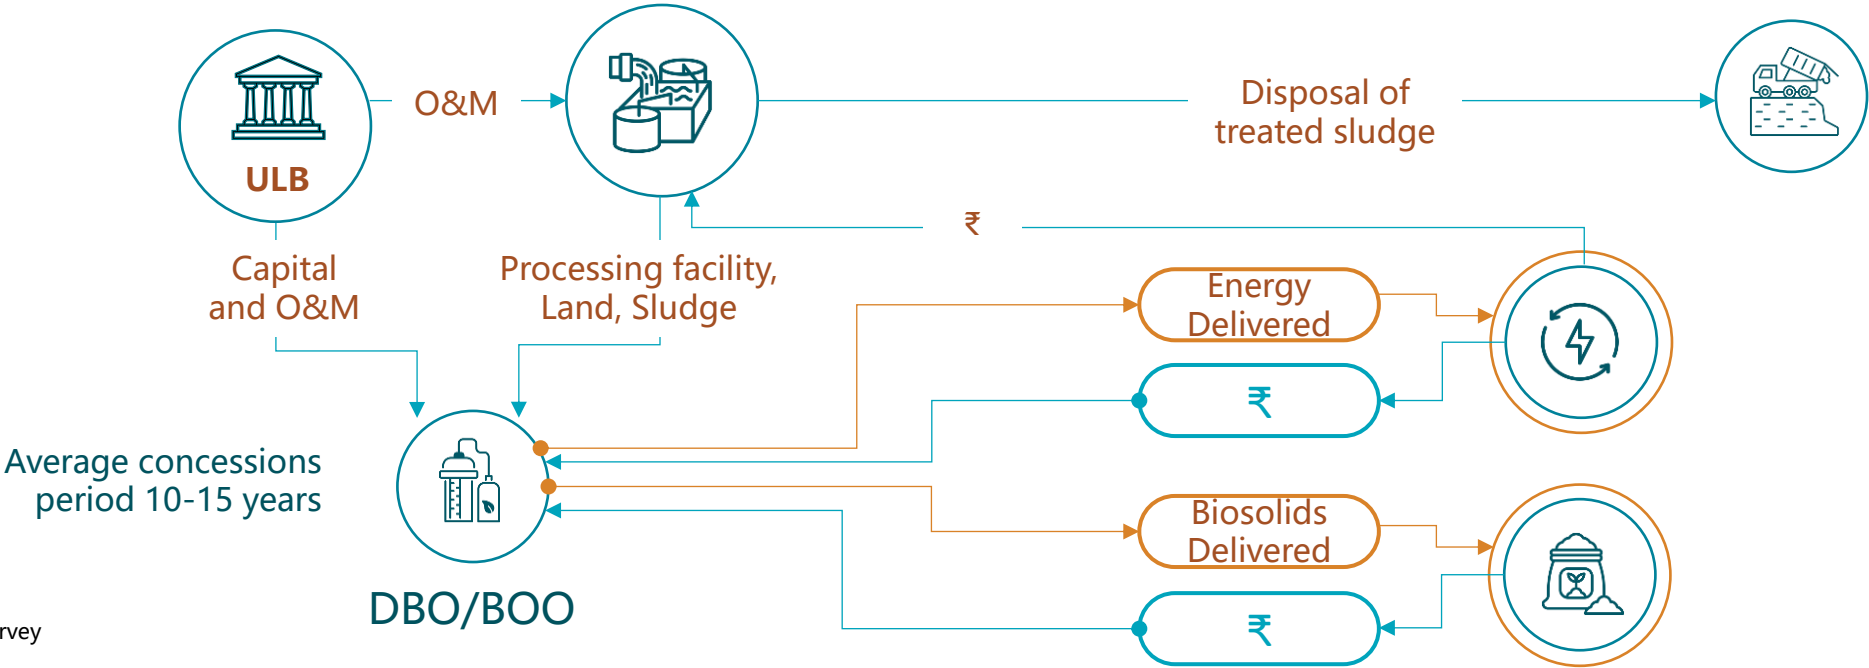 O&M
Disposal of
treated sludge
ULB
₹
Capital
and O&M
Processing facility,
Land, Sludge
Energy
Delivered
₹
Average concessions
period 10-15 years
Biosolids
Delivered
DBO/BOO
₹
rvey